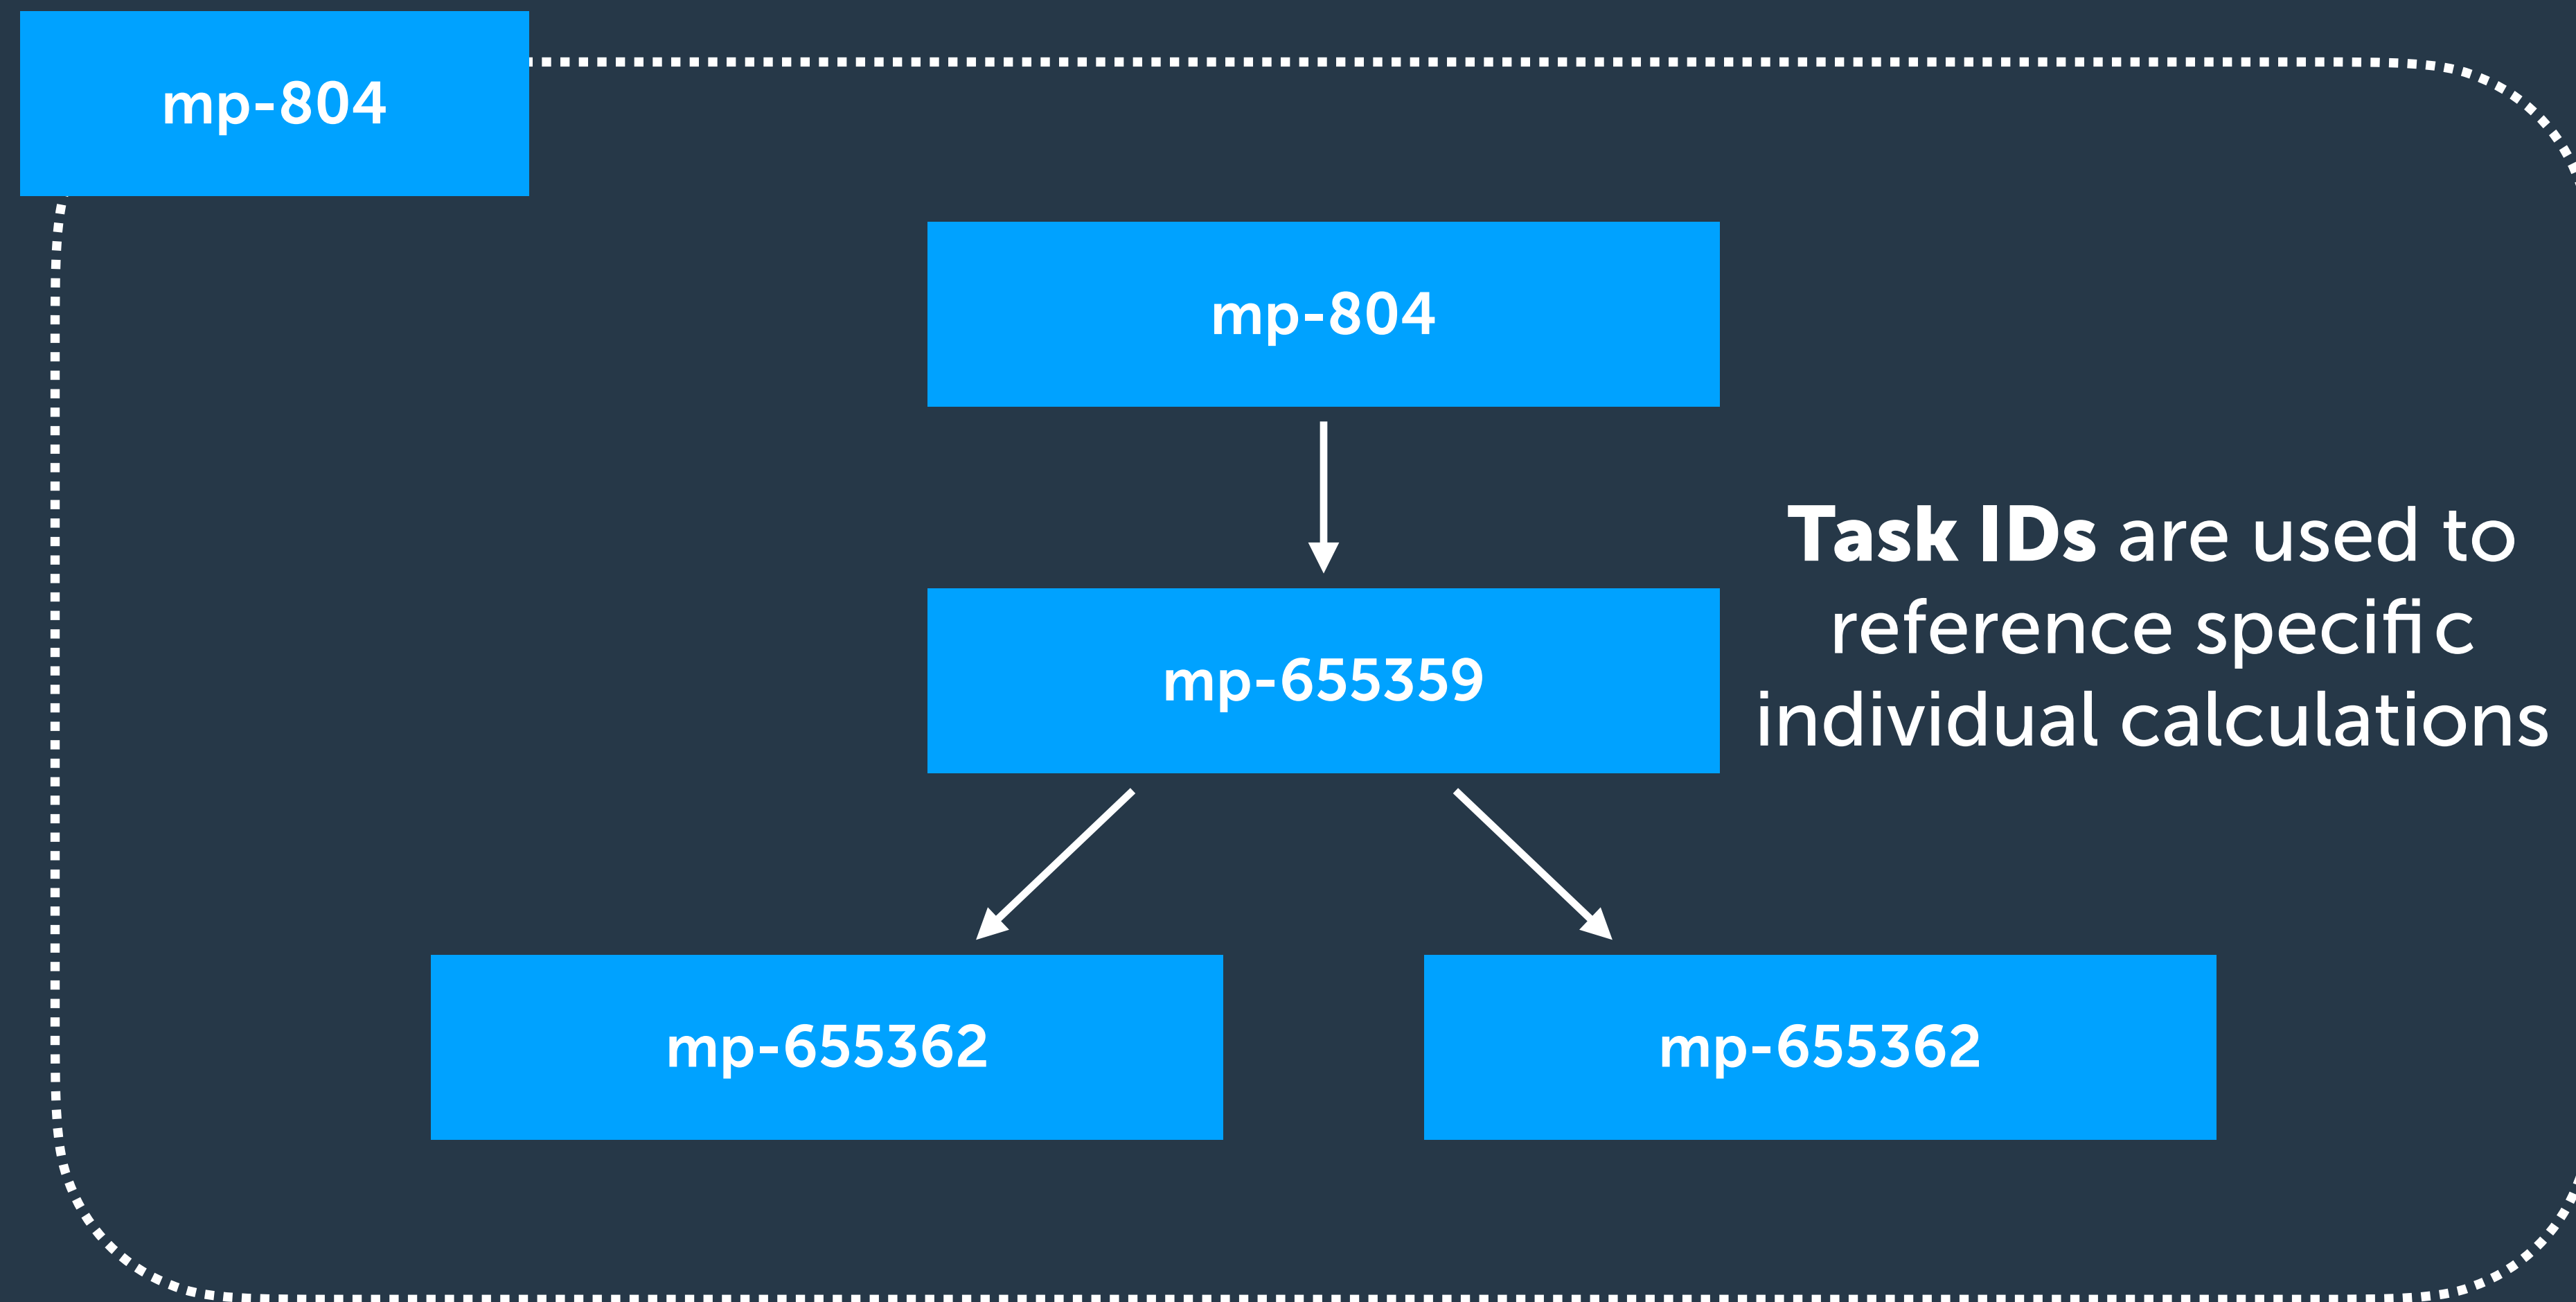 mp-804
mp-804
mp-655359
Task IDs are used to
reference specific
individual calculations
mp-655362
mp-655362